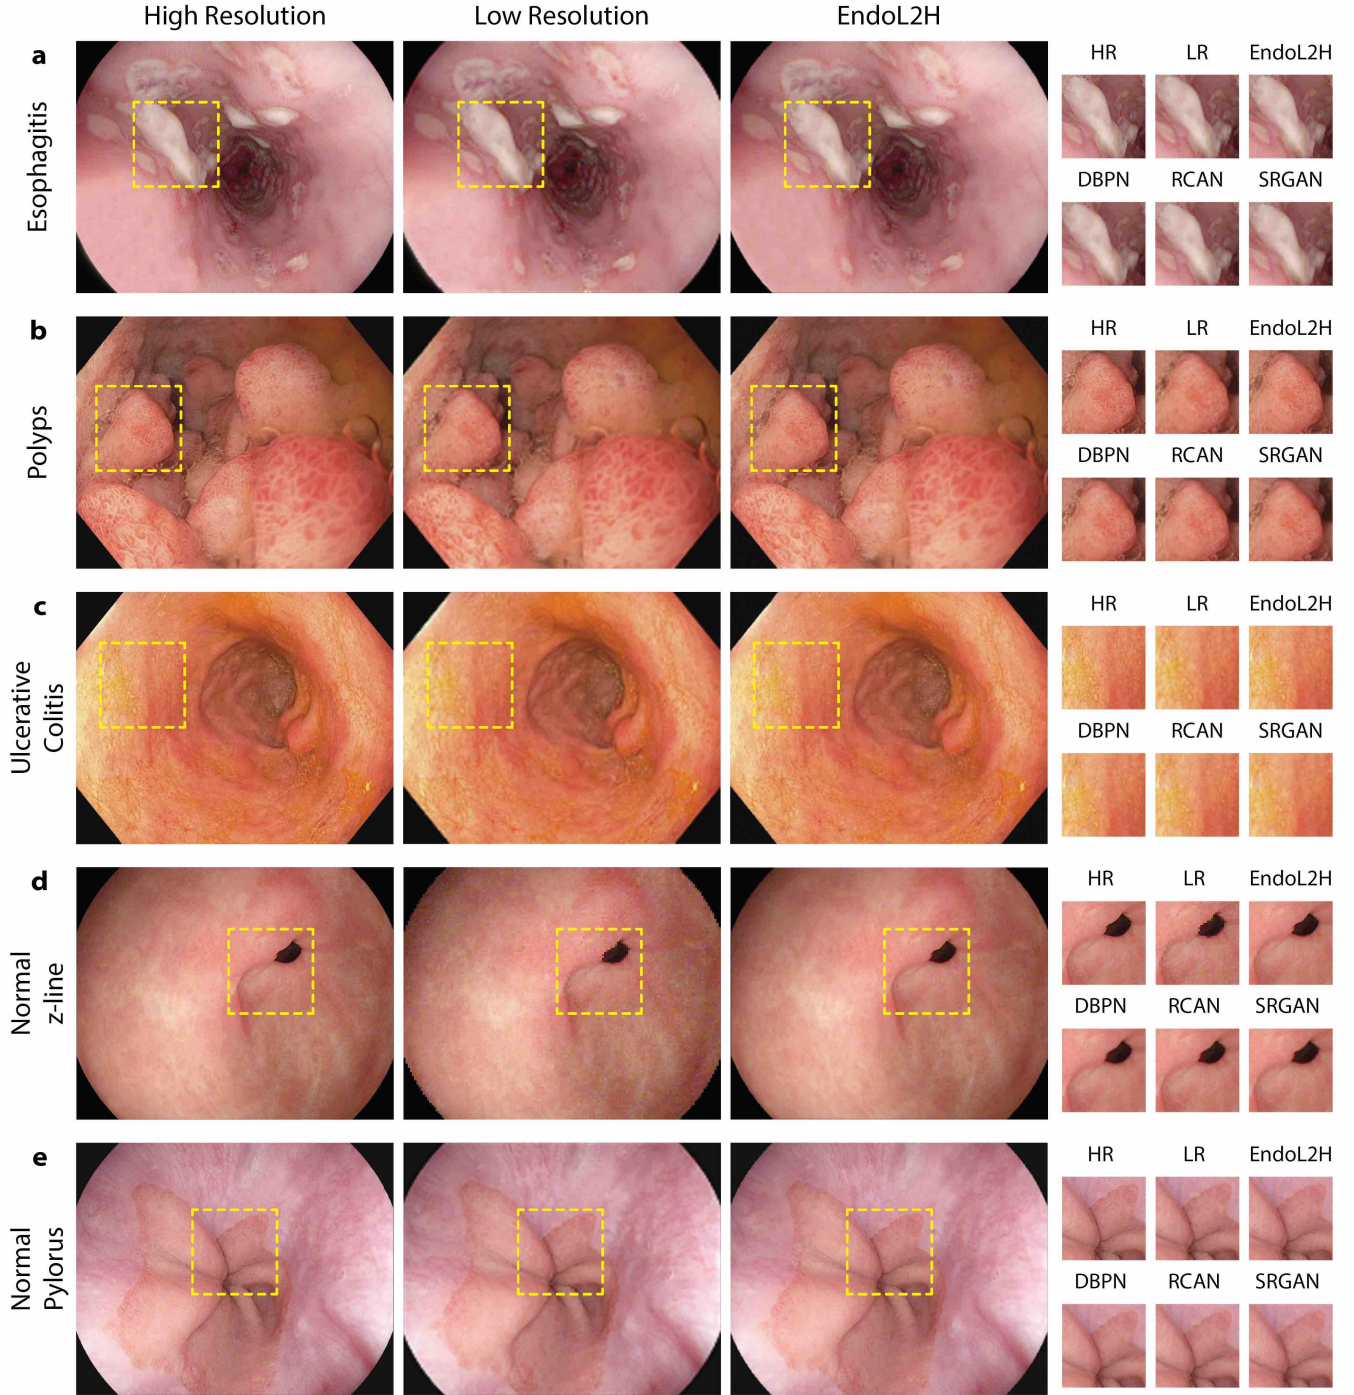 High Resolution
Low Resolution
EndoL2H
a
Esophagitis
HR
LR
EndoL2H
DBPN
RCAN
SRGAN
b
Polyps
HR
LR
EndoL2H
DBPN
RCAN
SRGAN
c
Ulcerative
Colitis
HR
LR
EndoL2H
DBPN
RCAN
SRGAN
d
Normal
z-line
HR
LR
EndoL2H
DBPN
RCAN
SRGAN
e
Normal
Pylorus
HR
LR
EndoL2H
DBPN
RCAN
SRGAN